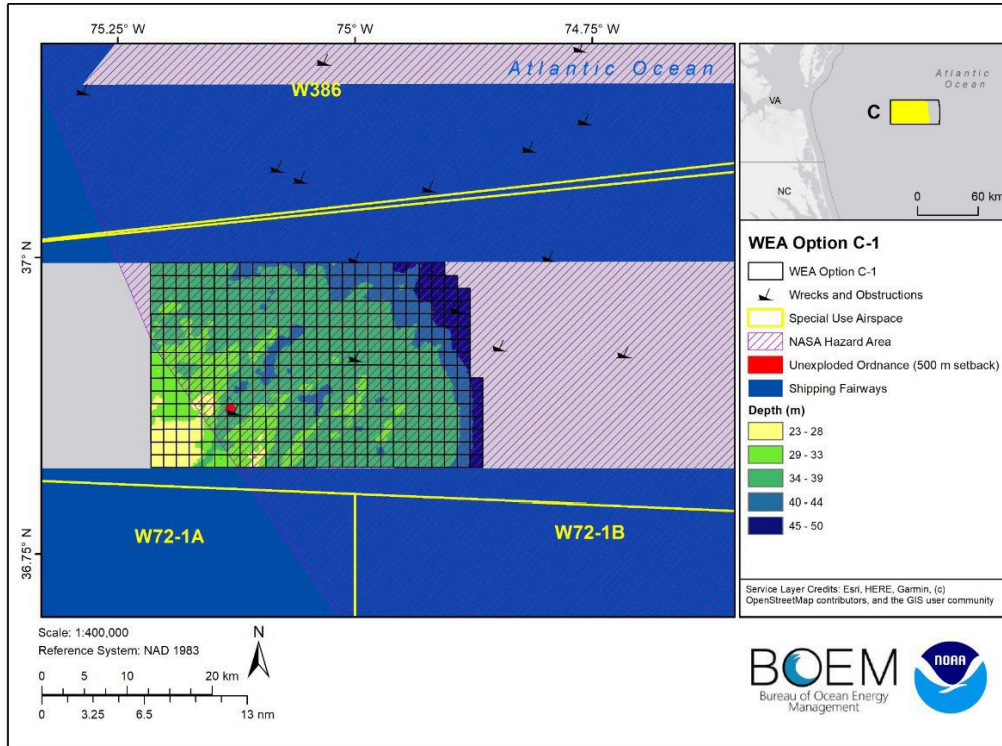 75.25° W
75° W
74.75° W
Atlantic Ocean
W386
37° N
36.75° N
W72-1A
W72-1B
Atlantic
Ocean
VA
C
NC
0 60 km
WEA Option C-1
WEA Option C-1
Wrecks and Obstructions
Special Use Airspace
NASA Hazard Area
Unexploded Ordnance (500 m setback)
Shipping Fairways
Depth (m)
23 - 28
29 - 33
34 - 39
40 - 44
45 - 50
Service Layer Credits: Esri, HERE, Garmin, (c)
OpenStreetMap contributors, and the GIS user community
Scale: 1:400,000
Reference System: NAD 1983
N
0 5 10 20 km
0 3.25 6.5 13 nm
BOEM
Bureau of Ocean Energy
Management
NOAA